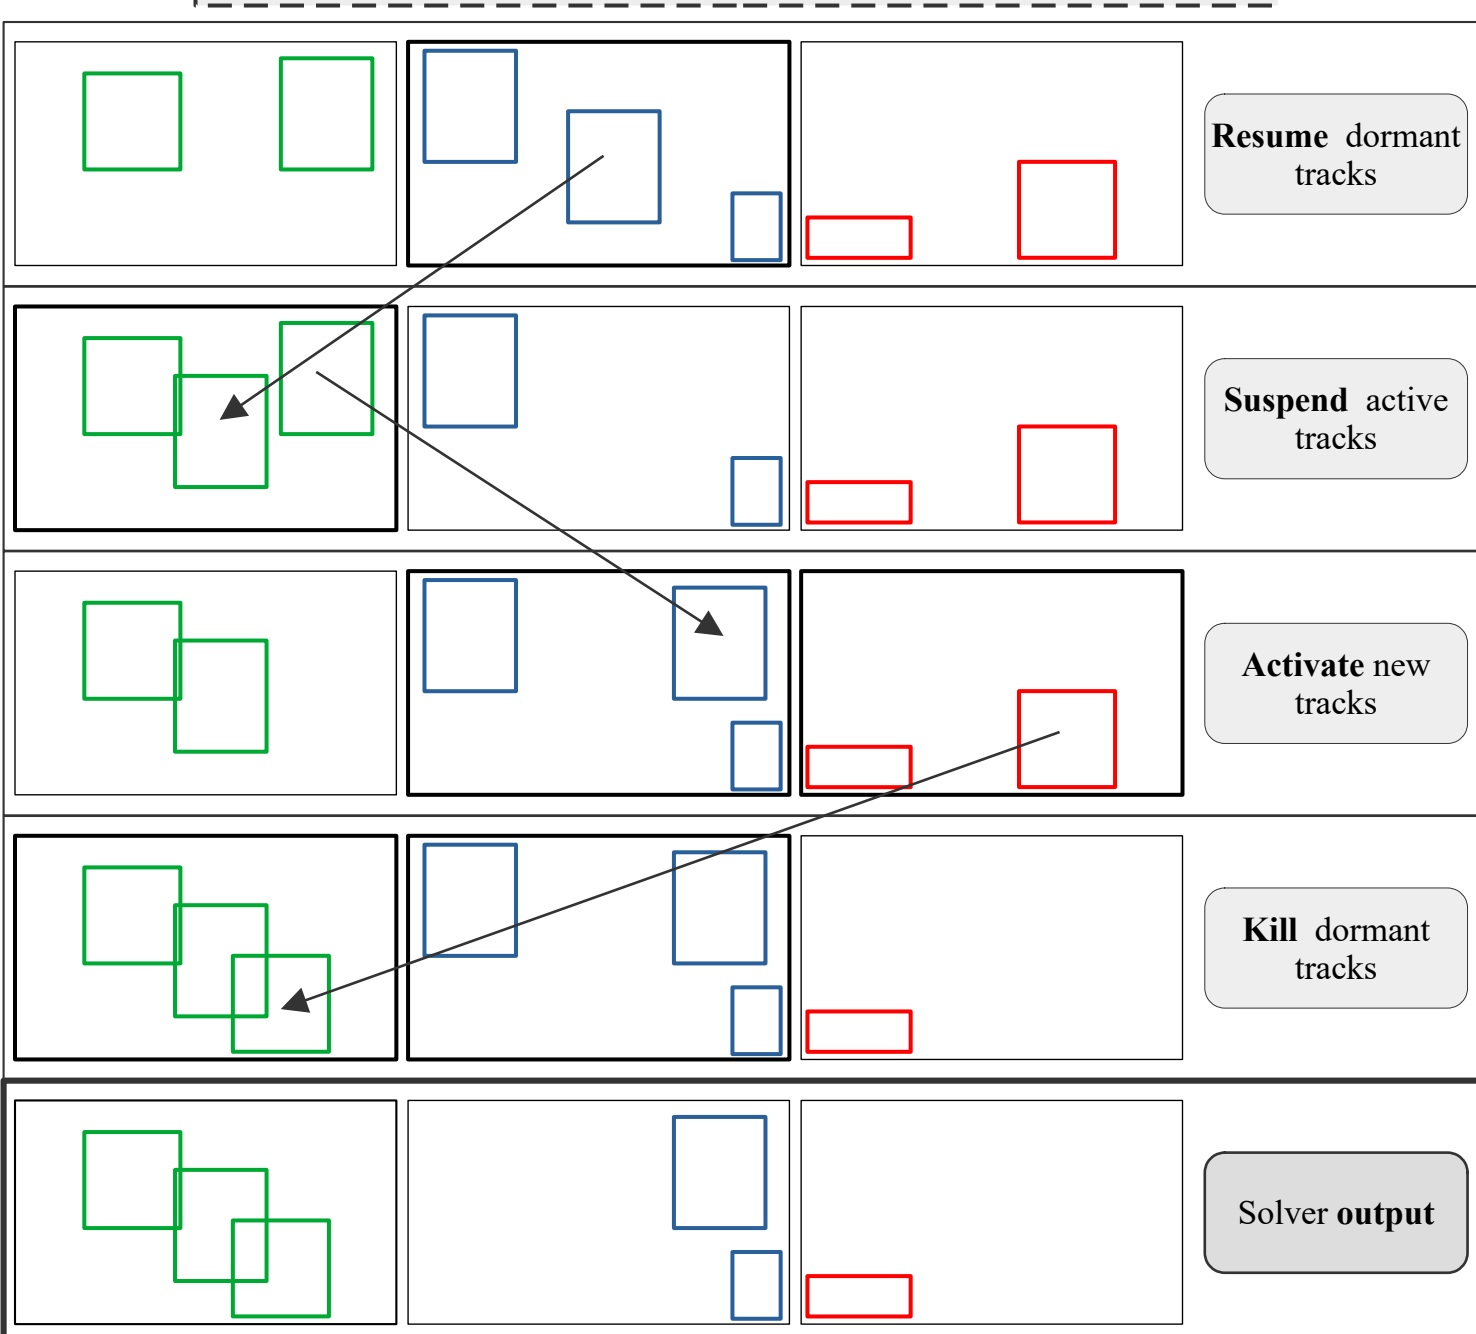 Resume dormant
tracks
Suspend active
tracks
Activate new
tracks
Kill dormant
tracks
Solver output